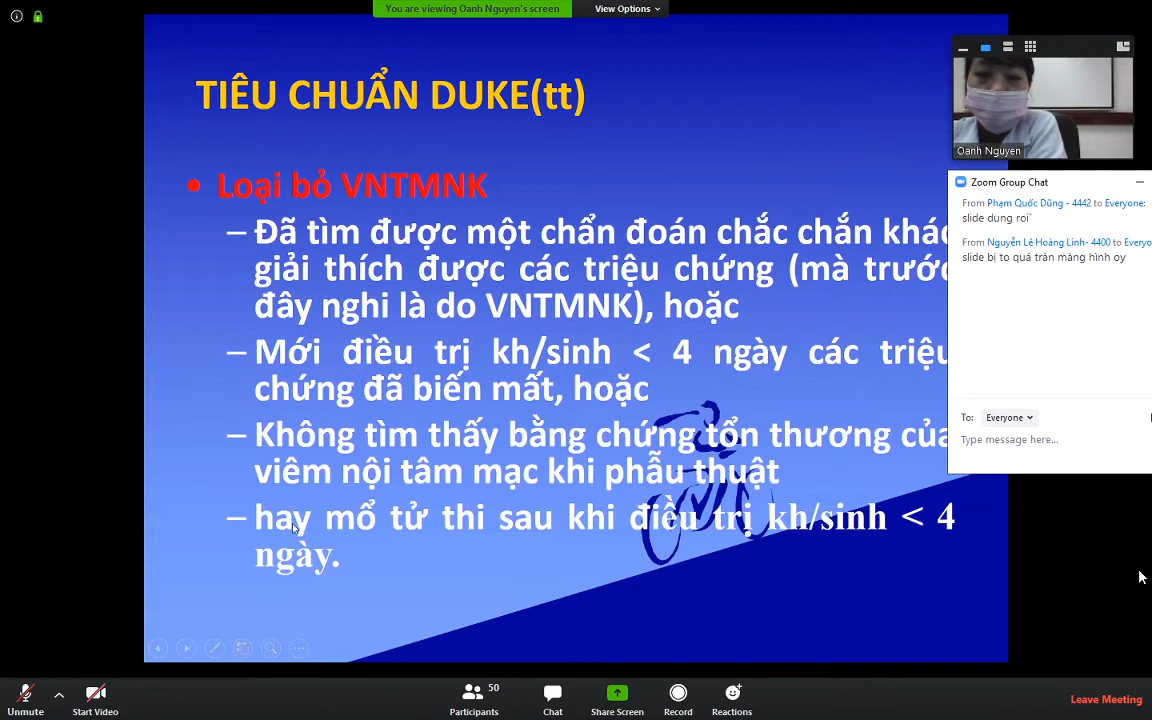 You are viewing Oanh Nguyen's screen
View Options
TIÊU CHUẨN DUKE(tt)
• Loại bỏ VNTMNK
– Đã tìm được một chẩn đoán chắc chắn khác
giải thích được các triệu chứng (mà trước
đây nghi là do VNTMNK), hoặc
– Mới điều trị kh/sinh < 4 ngày các triệu
chứng đã biến mất, hoặc
– Không tìm thấy bằng chứng tổn thương của
viêm nội tâm mạc khi phẫu thuật
– hay mổ tử thi sau khi điều trị kh/sinh < 4
ngày.
Oanh Nguyen
Zoom Group Chat
From Phạm Quốc Dũng - 4442 to Everyone:
slide dung roi`
From Nguyễn Lê Hoàng Linh- 4400 to Everyo
slide bị to quá trân mảng hình oy
To: Everyone
Type message here...
Unmute
Start Video
50
Participants
Chat
Share Screen
Record
Reactions
Leave Meeting